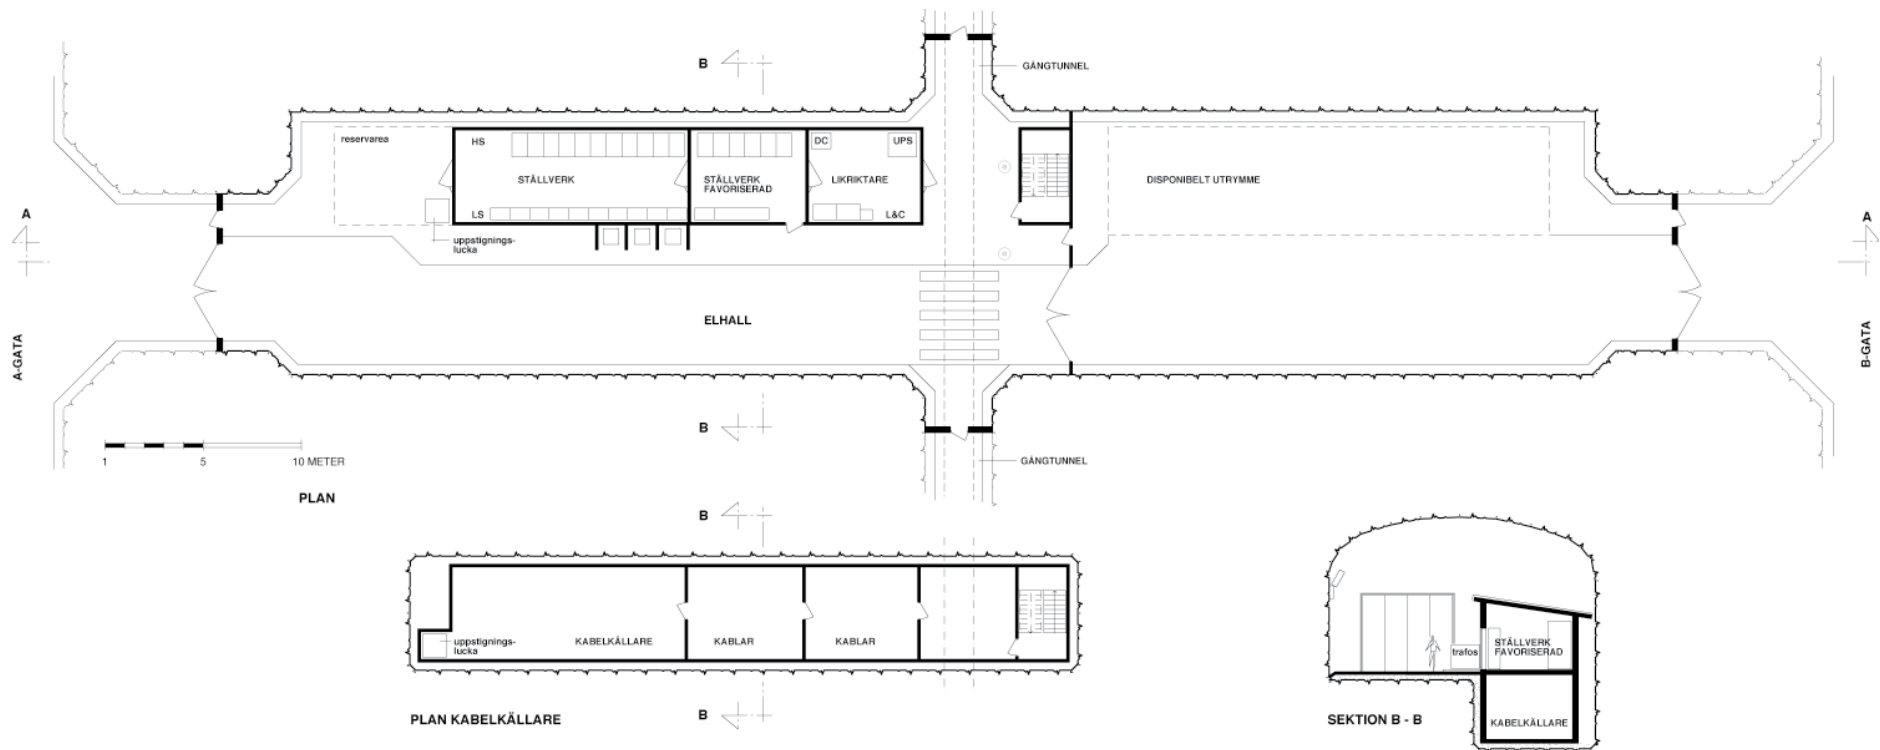 B
GÅNGTUNNEL
reservarea
HS
DC
UPS
STÄLLVERK
STÄLLVERK
FAVORISERAD
LIKRIKTARE
DISPONIBELT UTRYMME
LS
L&C
A
A
uppstignings-
lucka
ELHALL
A-GATA
B-GATA
B
1
5
10 METER
GÅNGTUNNEL
PLAN
B
uppstignings-
lucka
KABELKÄLLARE
KABLAR
KABLAR
STÄLLVERK
FAVORISERAD
trafos
PLAN KABELKÄLLARE
B
SEKTION B - B
KABELKÄLLARE